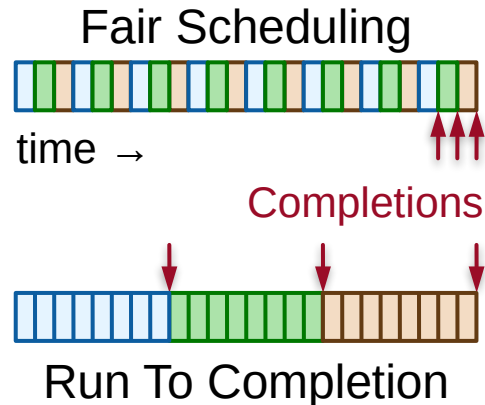 Fair Scheduling
time →
Completions
Run To Completion